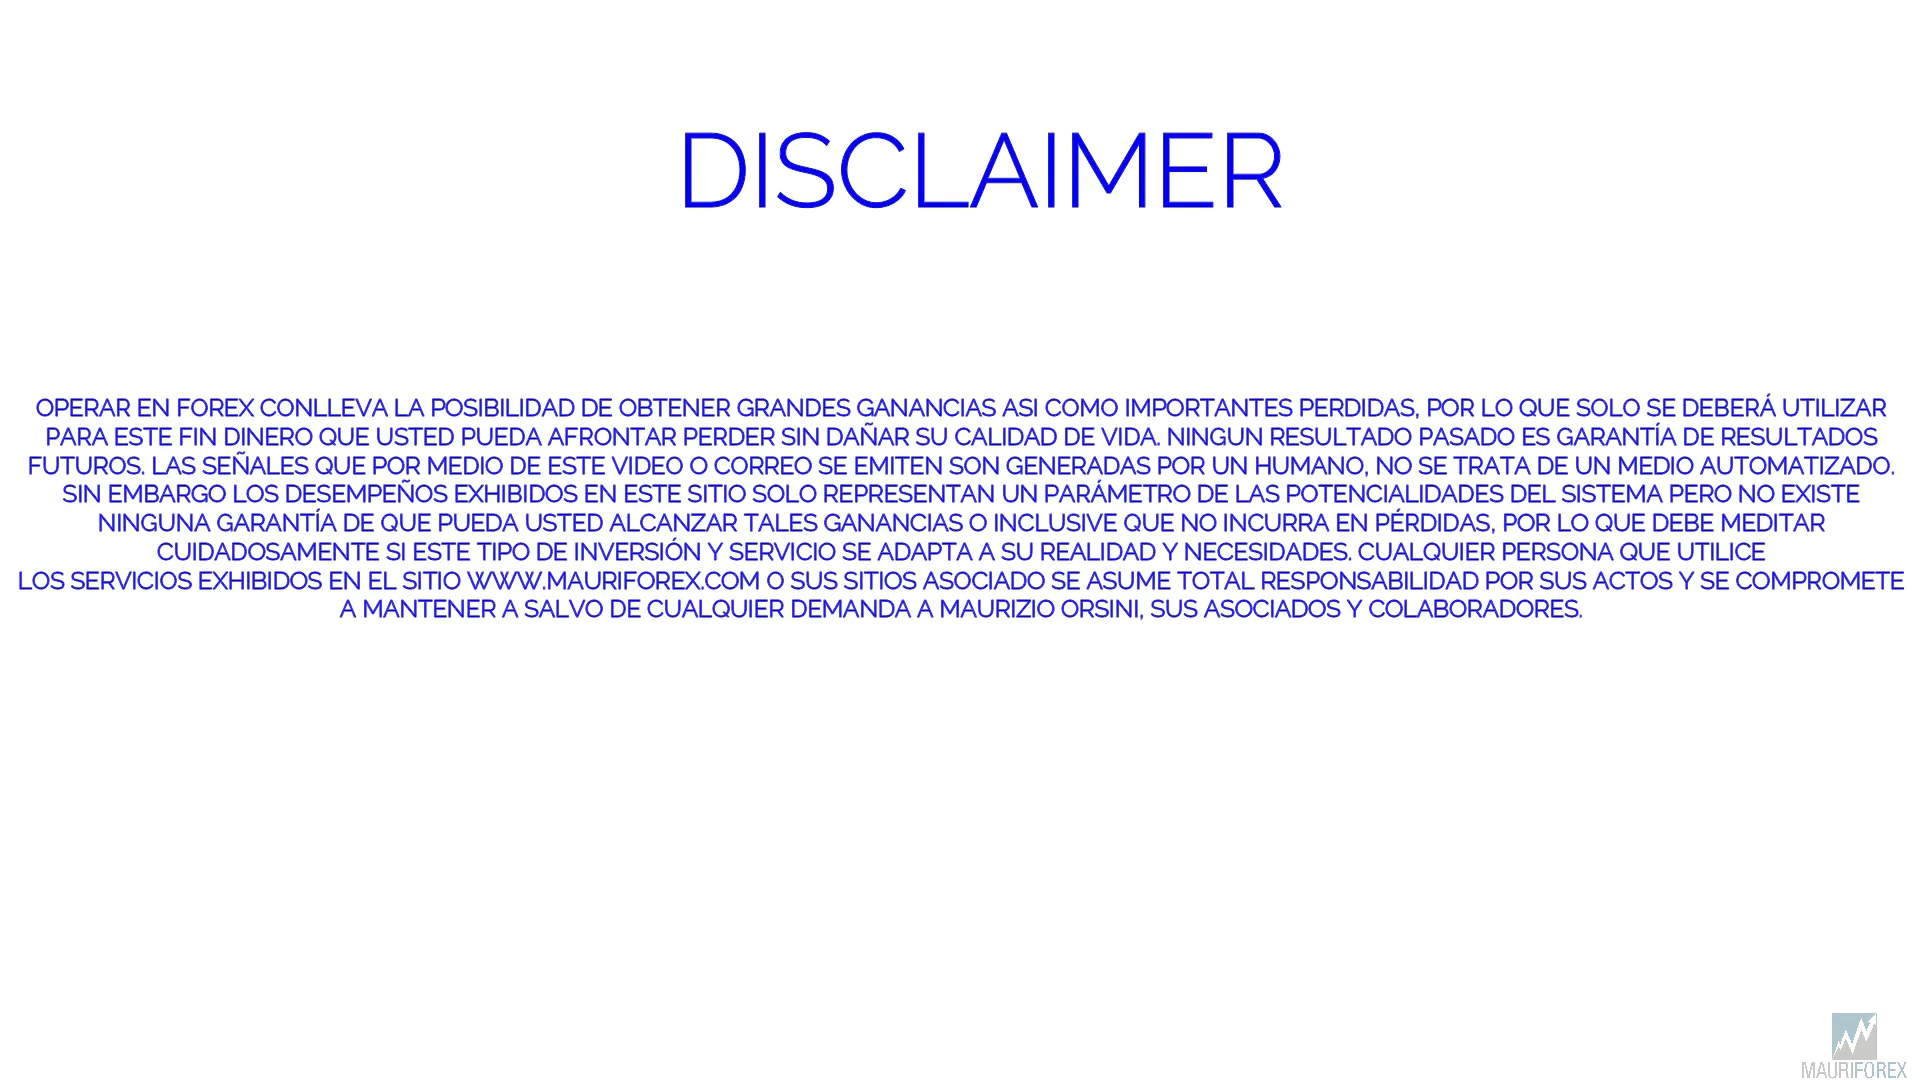 DISCLAIMER
OPERAR EN FOREX CONLLEVA LA POSIBILIDAD DE OBTENER GRANDES GANANCIAS ASI COMO IMPORTANTES PERDIDAS, POR LO QUE SOLO SE DEBERÁ UTILIZAR
PARA ESTE FIN DINERO QUE USTED PUEDA AFRONTAR PERDER SIN DAÑAR SU CALIDAD DE VIDA. NINGUN RESULTADO PASADO ES GARANTÍA DE RESULTADOS
FUTUROS. LAS SEÑALES QUE POR MEDIO DE ESTE VIDEO O CORREO SE EMITEN SON GENERADAS POR UN HUMANO, NO SE TRATA DE UN MEDIO AUTOMATIZADO.
SIN EMBARGO LOS DESEMPEÑOS EXHIBIDOS EN ESTE SITIO SOLO REPRESENTAN UN PARÁMETRO DE LAS POTENCIALIDADES DEL SISTEMA PERO NO EXISTE
NINGUNA GARANTÍA DE QUE PUEDA USTED ALCANZAR TALES GANANCIAS O INCLUSIVE QUE NO INCURRA EN PÉRDIDAS, POR LO QUE DEBE MEDITAR
CUIDADOSAMENTE SI ESTE TIPO DE INVERSIÓN Y SERVICIO SE ADAPTA A SU REALIDAD Y NECESIDADES. CUALQUIER PERSONA QUE UTILICE
LOS SERVICIOS EXHIBIDOS EN EL SITIO WWW.MAURIFOREX.COM O SUS SITIOS ASOCIADO SE ASUME TOTAL RESPONSABILIDAD POR SUS ACTOS Y SE COMPROMETE
A MANTENER A SALVO DE CUALQUIER DEMANDA A MAURIZIO ORSINI, SUS ASOCIADOS Y COLABORADORES.
MAURIFOREX